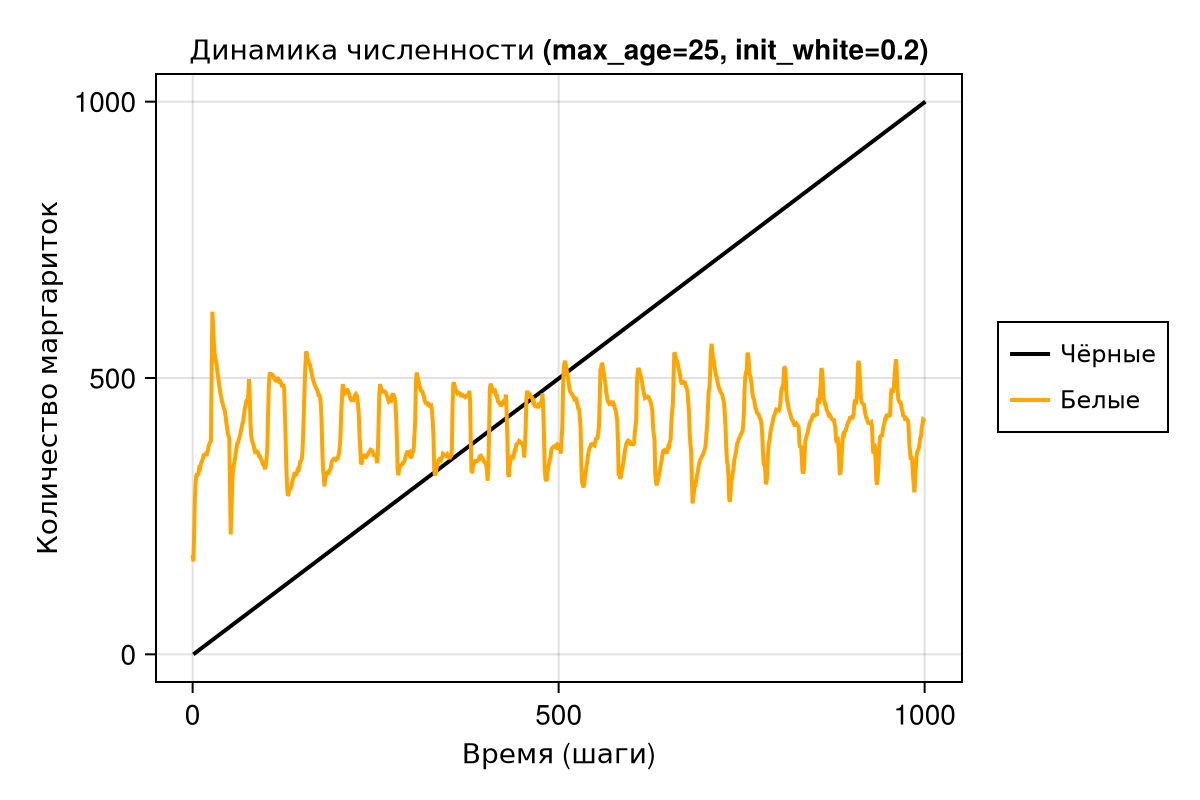 Динамика численности (max_age=25, init_white=0.2)
Количество маргариток
1000
500
0
0
500
1000
Время (шаги)
Чёрные
Белые